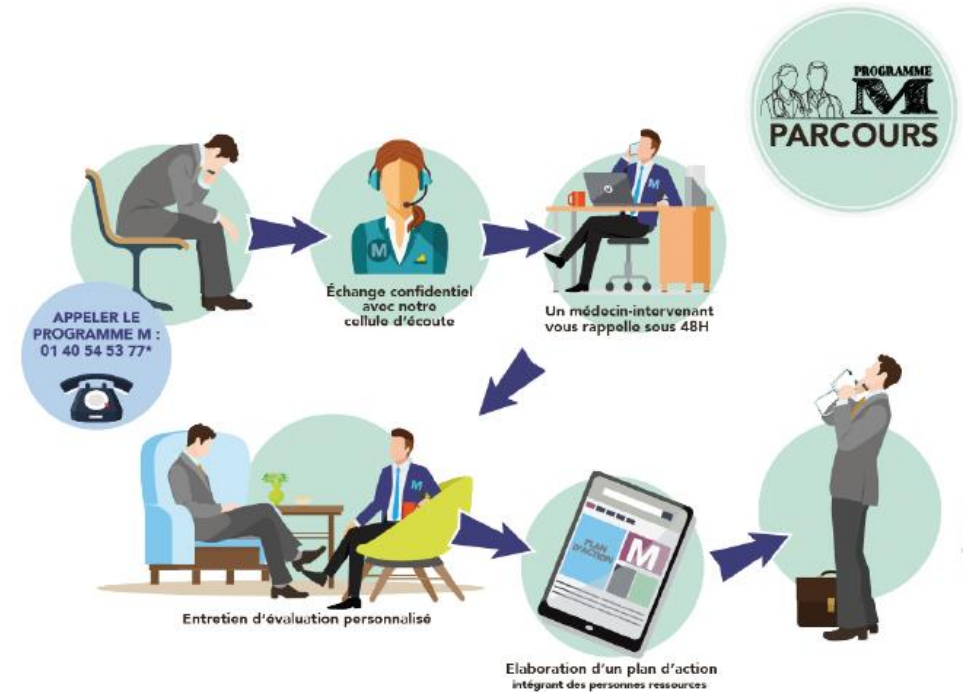 PROGRAMME
M
PARCOURS
APPELER LE
PROGRAMME M :
01 40 54 53 77*
M
Échange confidentiel
avec notre
cellule d'écoute
M
Un médecin-intervenant
vous rappelle sous 48H
M
Entretien d'évaluation personnalisé
PLAN
D'ACTION
M
Elaboration d'un plan d'action
intégrant des personnes ressources